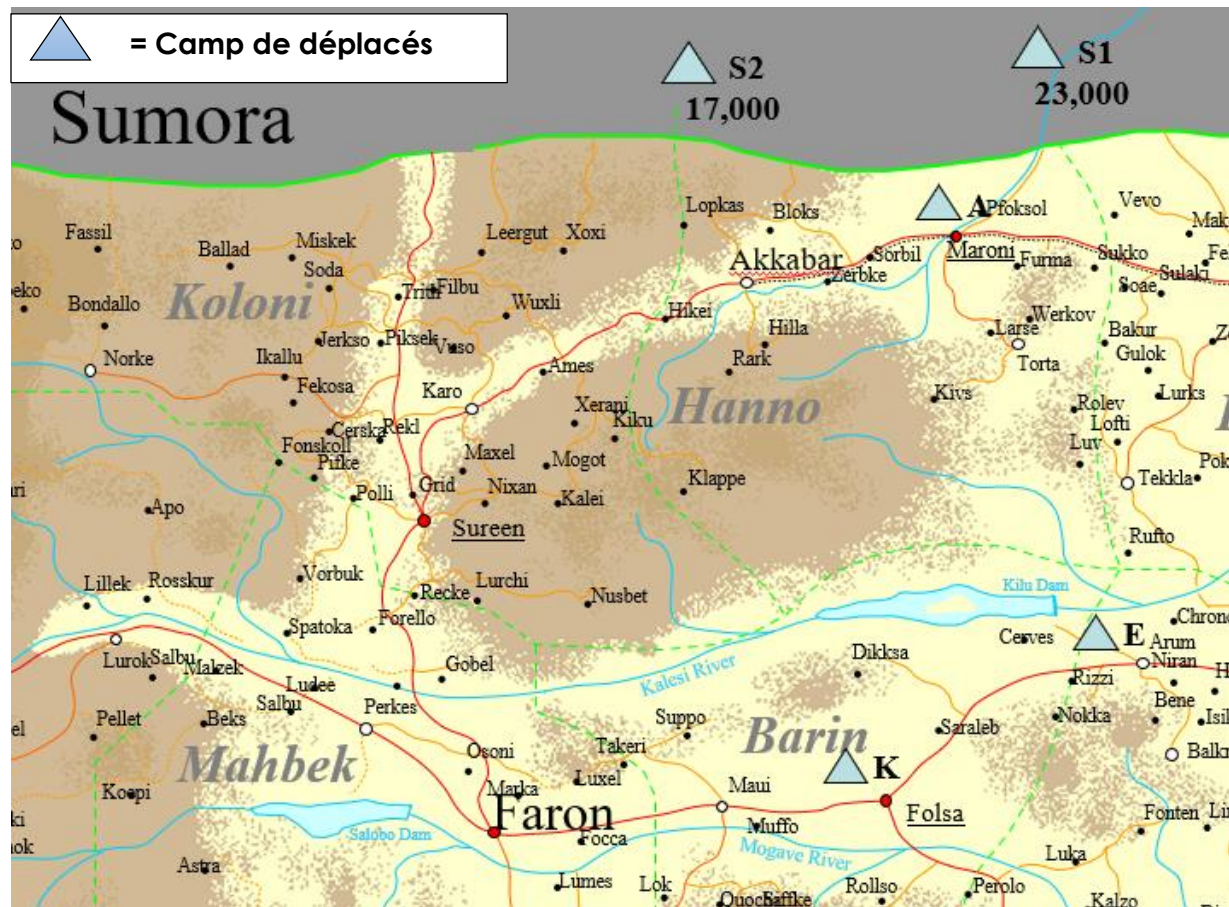 = Camp de déplacés
S2
17,000
S1
23,000
Sumora
A
Pfoksol
Vevo
Lopkas
Bloks
Fassil
Ballad
Miskek
Leergut
Xoxi
Soda
Akkabar
Sorbil
Maroni
Furma
Sukko
Sulaki
Zerbke
Soae
Koloni
Bondallo
Filbu
Wuxli
Hikei
Hilla
Werkov
Larse
Bakur
Norke
Jerkso
Piksek
Ikallu
Rark
Torta
Gulok
Karo
Ames
Fekosa
Hanno
Kivs
Lurks
Xerani
Kiku
Rolev
Lofti
Cerska
Rekl
Fonskoll
Pifke
Maxel
Mogot
Klappe
Luv
Tekkla
Polli
Grid
Nixan
Kalei
Apo
Sureen
Rufto
Lillek
Rosskur
Vorbuk
Lurchi
Recke
Nusbet
Kilu Dam
Spatoka
Forello
Cerves
E
Arum
Niran
Lurok
Salbu
Malzek
Gobel
Kalesi River
Dikksa
Rizzi
Ludee
Salbu
Perkes
Bene
Pellet
Beks
Suppo
Barin
Saraleb
Nokka
Mahbek
Osoni
Takeri
K
Luxel
Marka
Maui
Faron
Folsa
Salobo Dam
Focca
Muffo
Mogave River
Fonten
Astra
Luka
Lumes
Lok
Rollso
Perolo
Kalzo